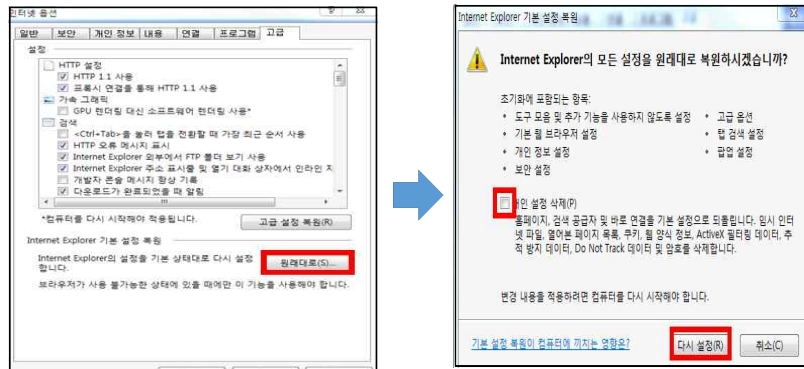 인터넷 옵션
일반 보안 개인 정보 내용 연결 프로그램 고급
설정
HTTP 설정
HTTP 1.1 사용
프록시 연결을 통해 HTTP 1.1 사용
가속 그래픽
GPU 렌더링 대신 소프트웨어 렌더링 사용*
검색
<Ctrl+Tab>을 눌러 탭을 전환할 때 가장 최근 순서 사용
HTTP 오류 메시지 표시
Internet Explorer 외부에서 FTP 폴더 보기 사용
Internet Explorer 주소 표시줄 및 열기 대화 상자에서 인라인 자
개발자 콘솔 메시지 항상 기록
다운로드가 완료되었을 때 알림
*컴퓨터를 다시 시작해야 적용됩니다.
고급 설정 복원(R)
Internet Explorer 기본 설정 복원
Internet Explorer의 설정을 기본 상태대로 다시 설정
합니다.
원래대로(S)...
브라우저가 사용 불가능한 상태에 있을 때에만 이 기능을 사용해야 합니다.
Internet Explorer 기본 설정 복원
Internet Explorer의 모든 설정을 원래대로 복원하시겠습니까?
초기화에 포함되는 항목:
• 도구 모음 및 추가 기능을 사용하지 않도록 설정 • 고급 옵션
• 기본 웹 브라우저 설정 • 탭 검색 설정
• 개인 정보 설정 • 팝업 설정
• 보안 설정
개인 설정 삭제(P)
홈페이지, 검색 공급자 및 바로 연결을 기본 설정으로 되돌립니다. 임시 인터
넷 파일, 열어본 페이지 목록, 쿠키, 웹 양식 정보, ActiveX 필터링 데이터, 추
적 방지 데이터, Do Not Track 데이터 및 암호를 삭제합니다.
변경 내용을 적용하려면 컴퓨터를 다시 시작해야 합니다.
기본 설정 복원이 컴퓨터에 끼치는 영향은?
다시 설정(R)
취소(C)